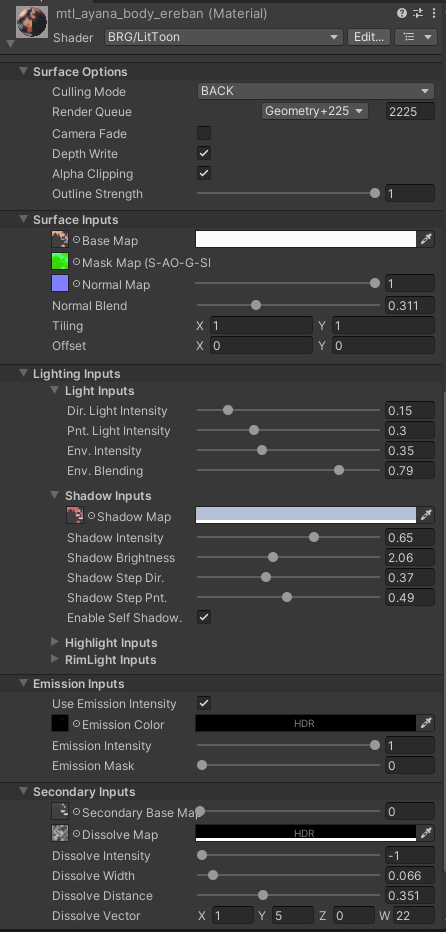 mtl_ayana_body_ereban (Material)
Shader BRG/LitToon Edit...
Surface Options
Culling Mode BACK
Render Queue Geometry+225 2225
Camera Fade
Depth Write
Alpha Clipping
Outline Strength 1
Surface Inputs
Base Map
Mask Map (S-AO-G-SI
Normal Map 1
Normal Blend 0.311
Tiling X 1 Y 1
Offset X 0 Y 0
Lighting Inputs
Light Inputs
Dir. Light Intensity 0.15
Pnt. Light Intensity 0.3
Env. Intensity 0.35
Env. Blending 0.79
Shadow Inputs
Shadow Map
Shadow Intensity 0.65
Shadow Brightness 2.06
Shadow Step Dir. 0.37
Shadow Step Pnt. 0.49
Enable Self Shadow.
Highlight Inputs
RimLight Inputs
Emission Inputs
Use Emission Intensity
Emission Color HDR
Emission Intensity 1
Emission Mask 0
Secondary Inputs
Secondary Base Map 0
Dissolve Map HDR
Dissolve Intensity -1
Dissolve Width 0.066
Dissolve Distance 0.351
Dissolve Vector X 1 Y 5 Z 0 W 22